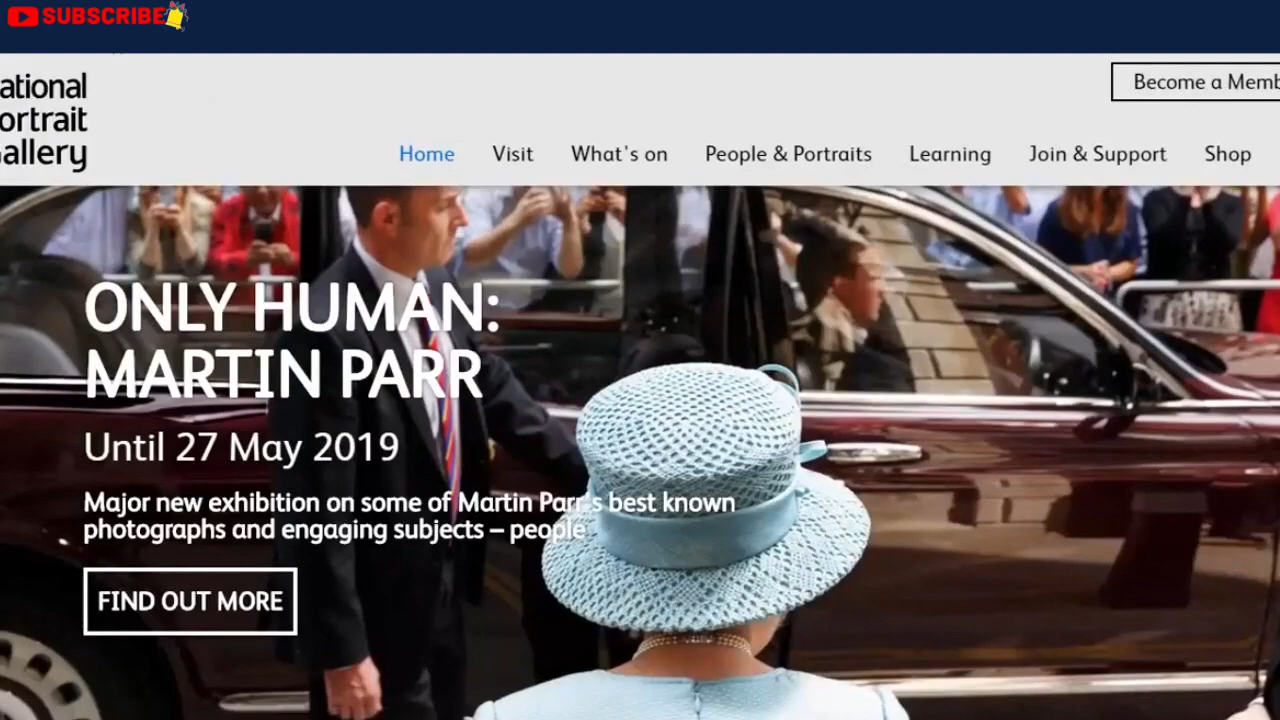 SUBSCRIBE
ational
ortrait
allery
Become a Memb
Home Visit What's on People & Portraits Learning Join & Support Shop
ONLY HUMAN:
MARTIN PARR
Until 27 May 2019
Major new exhibition on some of Martin Parr's best known
photographs and engaging subjects – people
FIND OUT MORE